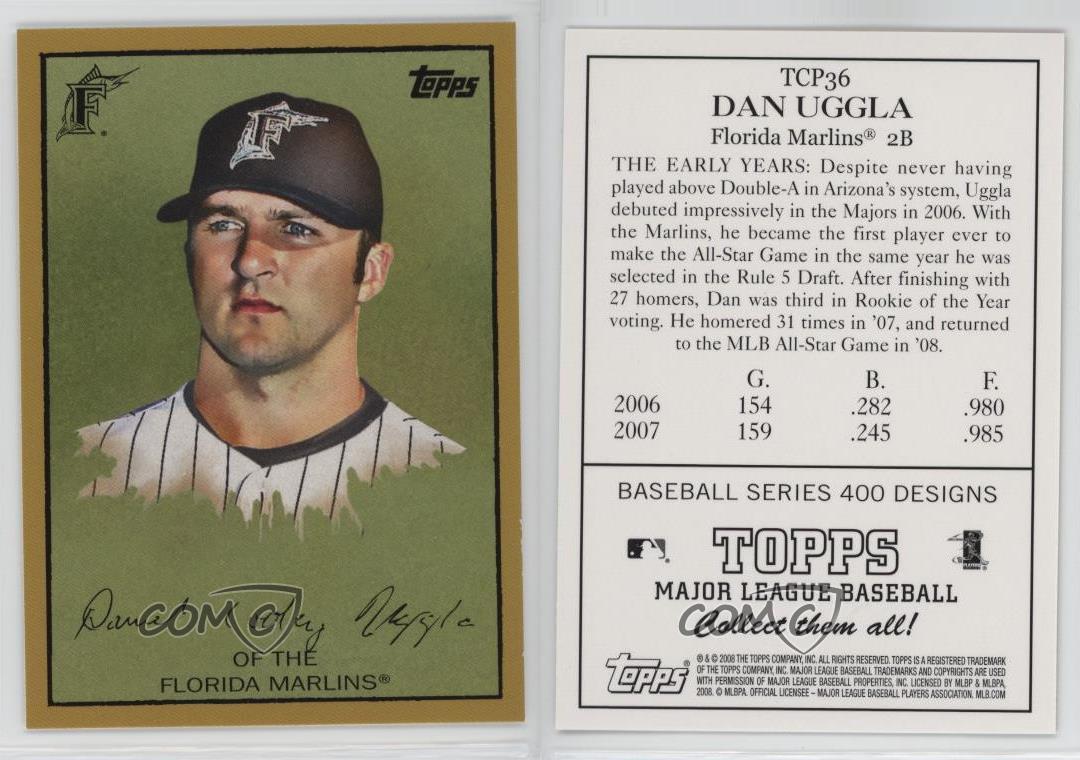 F
TOPPS
F
Daniel Cooley Uggla
COMC
OF THE
FLORIDA MARLINS®
TCP36
DAN UGGLA
Florida Marlins® 2B
THE EARLY YEARS: Despite never having
played above Double-A in Arizona's system, Uggla
debuted impressively in the Majors in 2006. With
the Marlins, he became the first player ever to
make the All-Star Game in the same year he was
selected in the Rule 5 Draft. After finishing with
27 homers, Dan was third in Rookie of the Year
voting. He homered 31 times in '07, and returned
to the MLB All-Star Game in '08.
G. B. F.
2006 154 .282 .980
2007 159 .245 .985
BASEBALL SERIES 400 DESIGNS
TOPPS
MAJOR LEAGUE BASEBALL
COMC
Collect them all!
Topps® ® & © 2008 THE TOPPS COMPANY, INC. ALL RIGHTS RESERVED. TOPPS IS A REGISTERED TRADEMARK
OF THE TOPPS COMPANY, INC. MAJOR LEAGUE BASEBALL TRADEMARKS AND COPYRIGHTS ARE USED
WITH PERMISSION OF MAJOR LEAGUE BASEBALL PROPERTIES, INC. LICENSED BY MLBP & MLBPA,
2008. © MLBPA. OFFICIAL LICENSEE – MAJOR LEAGUE BASEBALL PLAYERS ASSOCIATION. MLB.COM